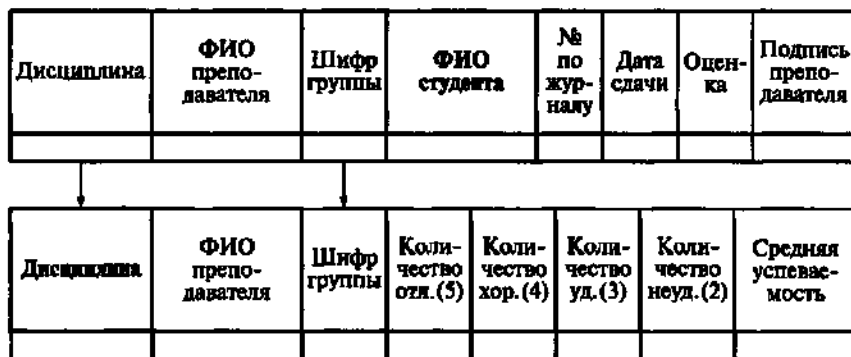 Дисциплина
ФИО
препо-
давателя
Шифр
группы
ФИО
студента
№
по
жур-
налу
Дата
сдачи
Оцен-
ка
Подпись
препо-
давателя
Дисциплина
ФИО
препо-
давателя
Шифр
группы
Коли-
чество
отл.(5)
Коли-
чество
хор.(4)
Коли-
чество
уд.(3)
Коли-
чество
неуд.(2)
Средняя
успевае-
мость